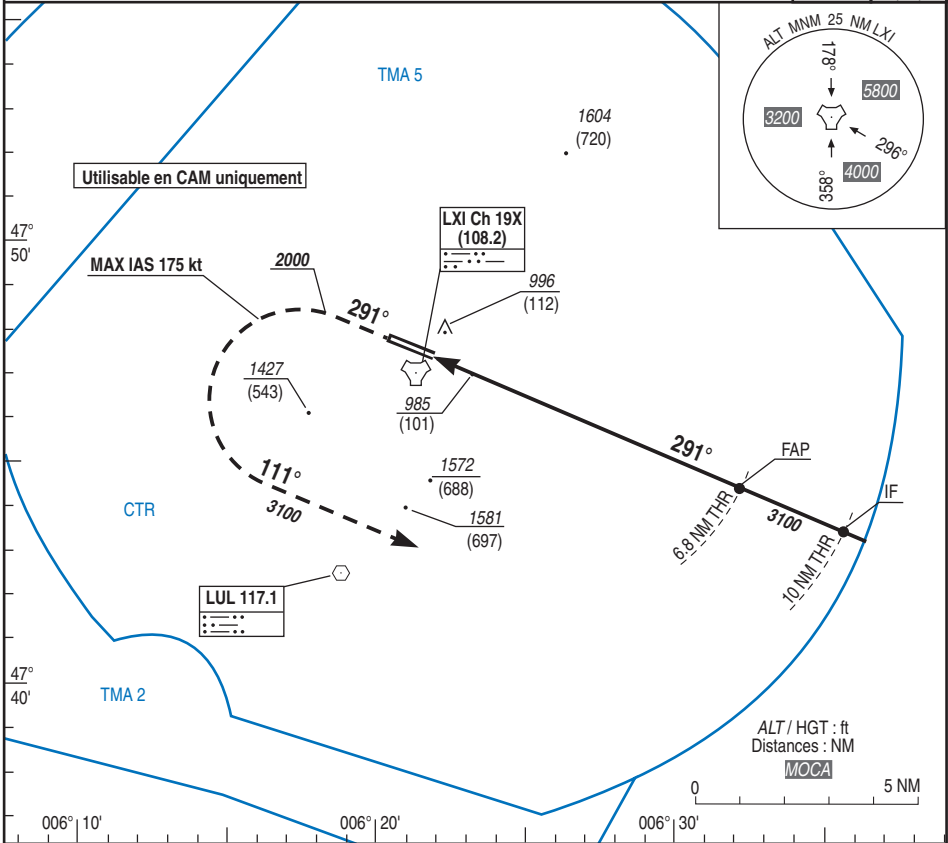 ALT MNM 25 NM LXI
178°
5800
3200
296°
4000
358°
TMA 5
1604
(720)
Utilisable en CAM uniquement
LXI Ch 19X
(108.2)
47°
50'
MAX IAS 175 kt
2000
291°
996
(112)
1427
(543)
985
(101)
291°
FAP
111°
3100
1572
(688)
IF
3100
CTR
1581
(697)
6.8 NM THR
10 NM THR
LUL 117.1
47°
40'
TMA 2
ALT / HGT : ft
Distances : NM
MOCA
0
5 NM
006° 10'
006° 20'
006° 30'